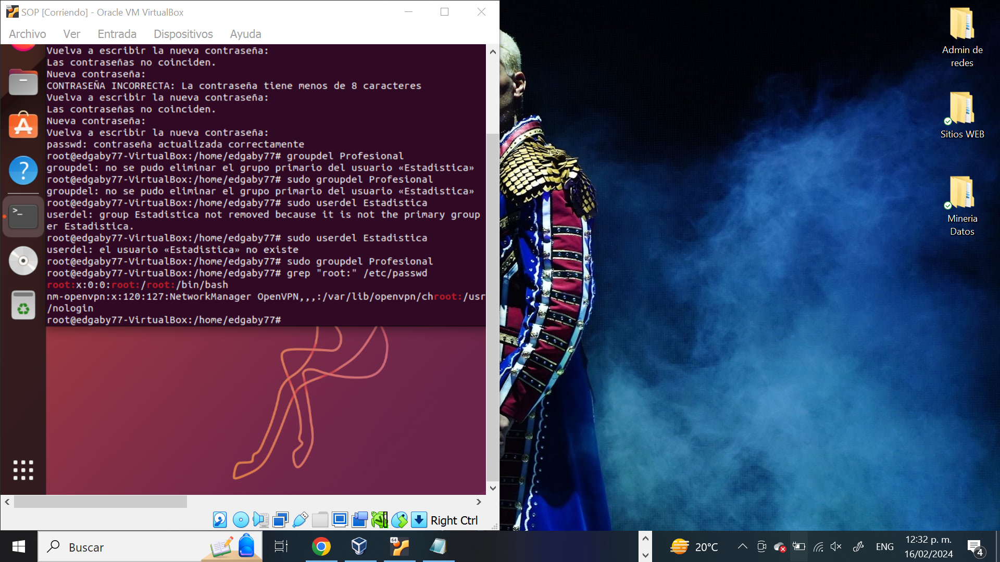 SOP [Corriendo] - Oracle VM VirtualBox
Archivo Ver Entrada Dispositivos Ayuda
Vuelva a escribir la nueva contraseña:
Las contraseñas no coinciden.
Nueva contraseña:
CONTRASEÑA INCORRECTA: La contraseña tiene menos de 8 caracteres
Vuelva a escribir la nueva contraseña:
Las contraseñas no coinciden.
Nueva contraseña:
Vuelva a escribir la nueva contraseña:
passwd: contraseña actualizada correctamente
root@edgaby77-VirtualBox:/home/edgaby77# groupdel Profesional
groupdel: no se pudo eliminar el grupo primario del usuario «Estadistica»
root@edgaby77-VirtualBox:/home/edgaby77# sudo groupdel Profesional
groupdel: no se pudo eliminar el grupo primario del usuario «Estadistica»
root@edgaby77-VirtualBox:/home/edgaby77# sudo userdel Estadistica
userdel: group Estadistica not removed because it is not the primary group
er Estadistica.
root@edgaby77-VirtualBox:/home/edgaby77# sudo userdel Estadistica
userdel: el usuario «Estadistica» no existe
root@edgaby77-VirtualBox:/home/edgaby77# sudo groupdel Profesional
root@edgaby77-VirtualBox:/home/edgaby77# grep "root:" /etc/passwd
root:x:0:0:root:/root:/bin/bash
nm-openvpn:x:120:127:NetworkManager OpenVPN,,,:/var/lib/openvpn/chroot:/usr
/nologin
root@edgaby77-VirtualBox:/home/edgaby77#
Right Ctrl
Admin de
redes
Sitios WEB
Mineria
Datos
Buscar
64
20°C
ENG
12:32 p. m.
16/02/2024
4